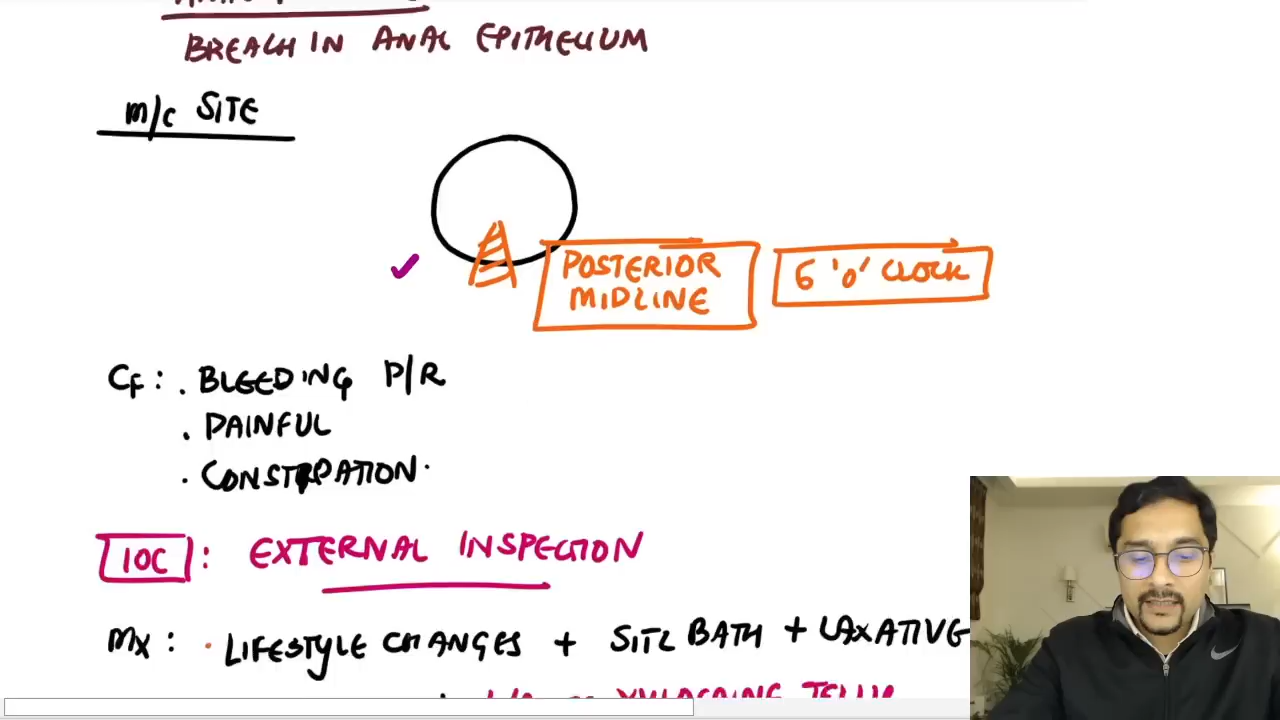 BREACH IN ANAL EPITHELIUM
M/C SITE
POSTERIOR
MIDLINE
6 'O' CLOCK
CF: . BLEEDING P/R
. PAINFUL
. CONSTIPATION.
IOC : EXTERNAL INSPECTION
MX : . LIFESTYLE CHANGES + SITZ BATH + LAXATIVE